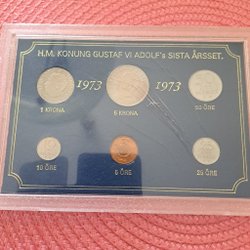 H.M. KONUNG GUSTAF VI ADOLF's SISTA ÅRSSET.
1973 1973
1 KRONA 5 KRONA 50 ÖRE
10 ÖRE 5 ÖRE 25 ÖRE